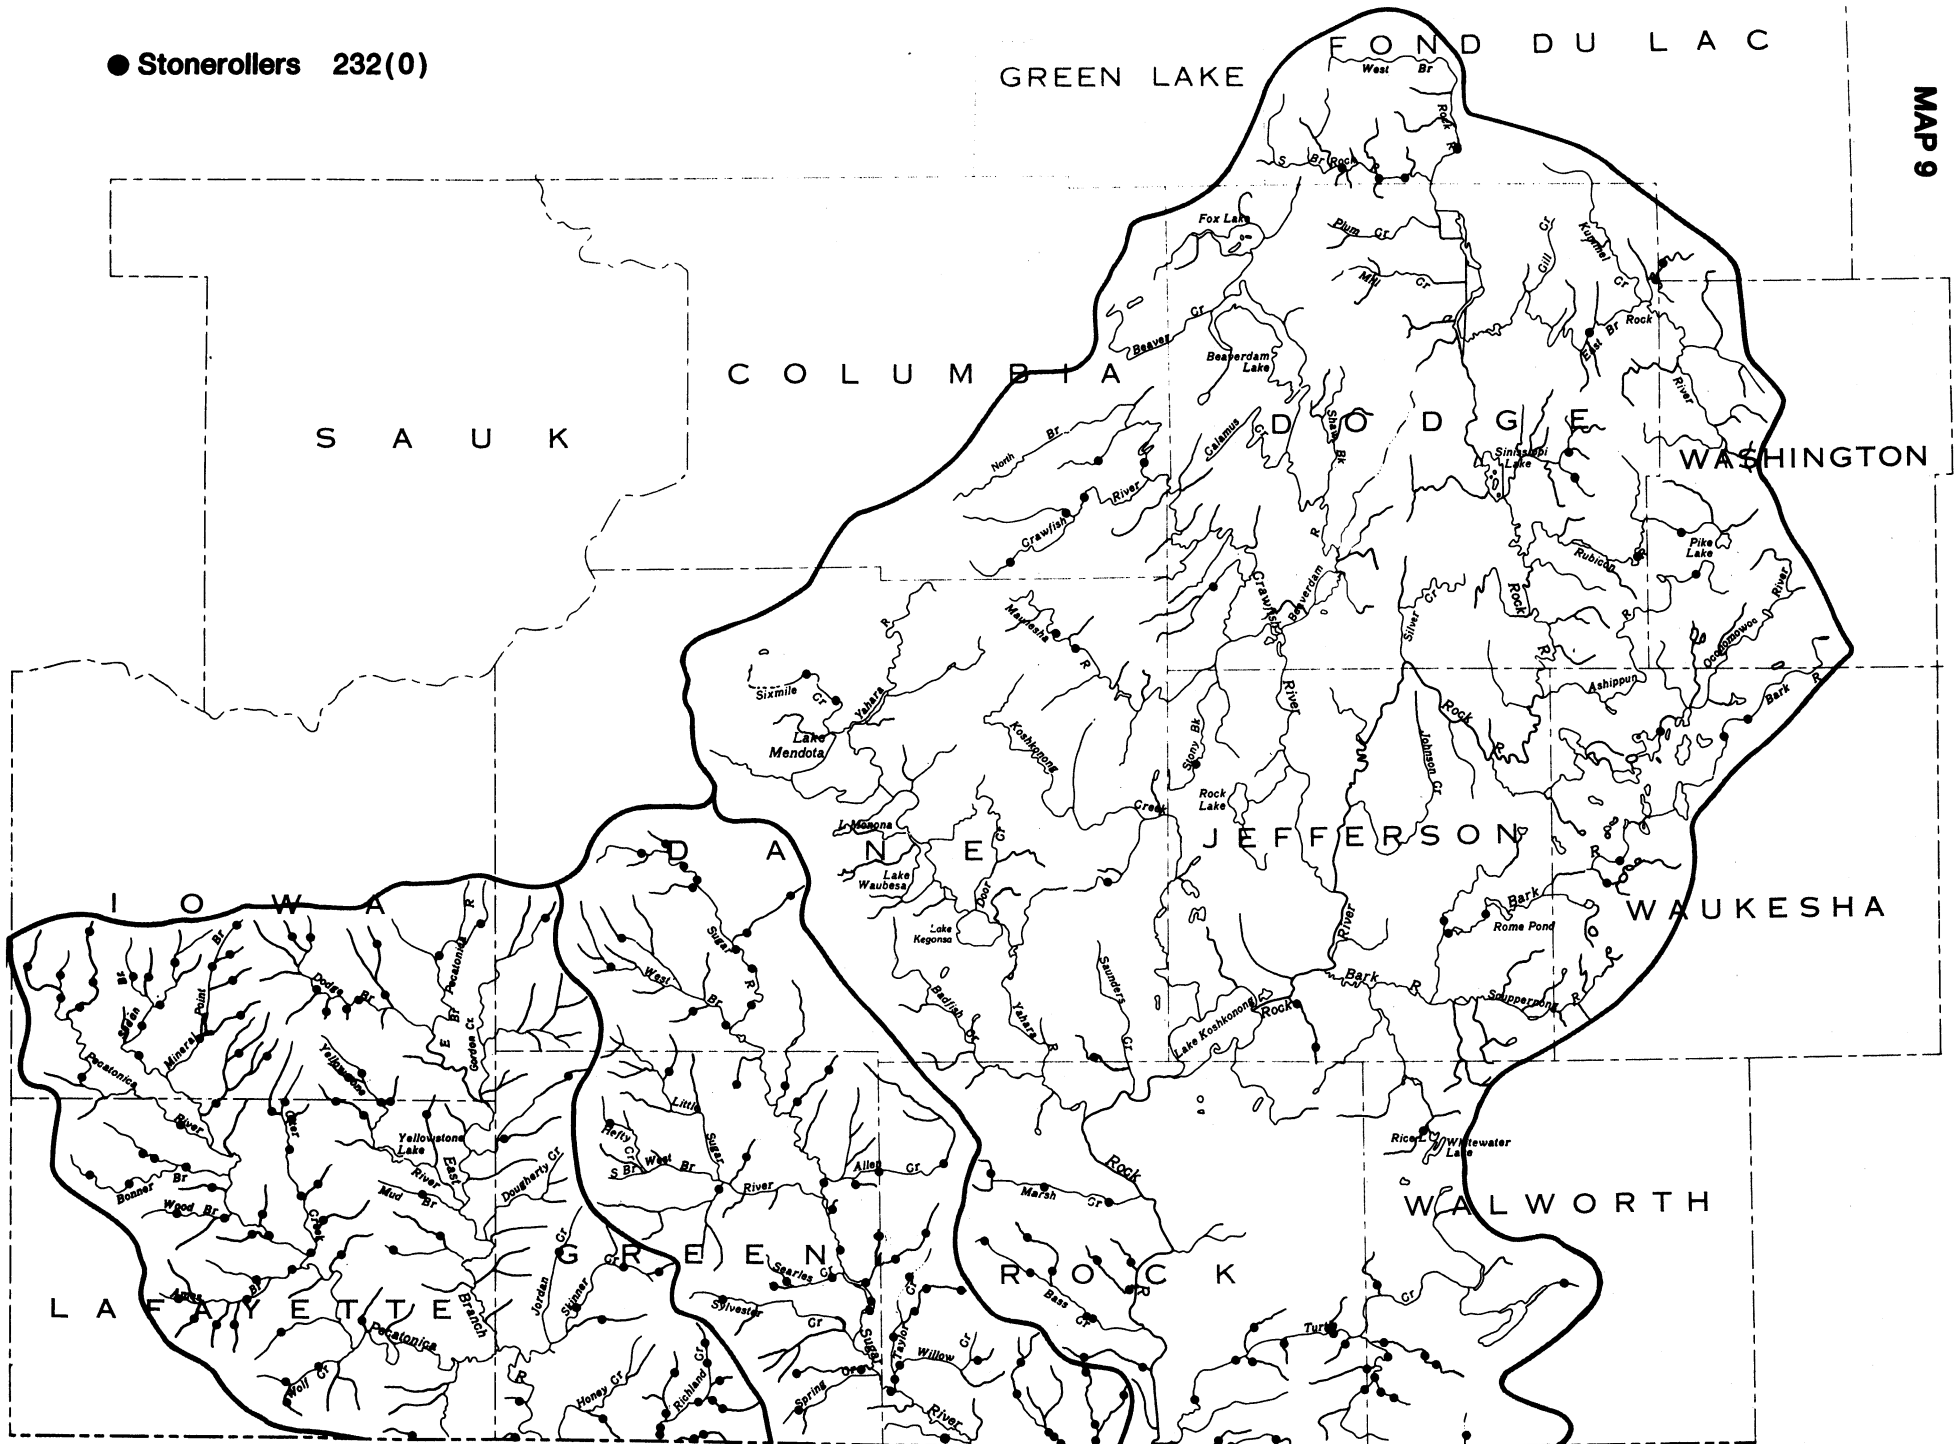 ● Stonerollers 232(0)
MAP 9
FOND DU LAC
GREEN LAKE
West Br
Rock
R
S Br Rock R
Fox Lake
Plum Gr
Mill Cr
Gill Cr
Kummel
Cr
East Br Rock
River
Beaver Cr
Beaverdam
Lake
COLUMBIA
SAUK
DODGE
Calamus
Cr
Shaw Bk
North Br
Crawfish River
Sinissippi
Lake
WASHINGTON
Pike
Lake
Rubicon
R
Rock
R
Crawfish
River
Beaverdam
R
Silver Cr
Oconomowoc
River
Ashippun
R
Bark R
Maunesha
R
Sixmile
Cr
Yahara
R
Lake
Mendota
Koshkonong
Creek
Stony Bk
Johnson Cr
Rock
R
Rock
Lake
L Monona
Lake
Waubesa
Door
Cr
Lake
Kegonsa
DANE
JEFFERSON
WAUKESHA
Bark
R
Rome Pond
River
Bark R
Scuppernong
R
IOWA
Pecatonica
R
Br
E
Gordon Cr
Sugar
R
West Br
Badfish Cr
Yahara
R
Saunders
Cr
Lake Koshkonong
Rock
Dodge Br
Mineral Point
Br
Pecatonica
River
Yellowstone
Yellowstone
Lake
River
East
Branch
Mud Br
Otter
Creek
Bonner Br
Wood Br
Ames
Br
Dougherty Cr
Hefty
Cr
Little
Sugar
River
S Br West Br
Allen Cr
Marsh Cr
Rock
Rice L
Whitewater
Lake
WALWORTH
GREEN
ROCK
LAFAYETTE
Jordan
Cr
Skinner
Cr
Searles Cr
Sylvester
Cr
Sugar
River
Taylor
Cr
Willow Cr
Bass
Cr
R
Turtle
Cr
Pecatonica
R
Wolf Cr
Honey Cr
Richland
Cr
Spring
Cr